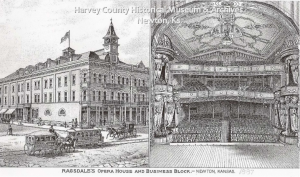 Harvey County Historical Museum & Archives
Newton, Ks.
RAGSDALE'S OPERA HOUSE AND BUSINESS BLOCK.—NEWTON, KANSAS.